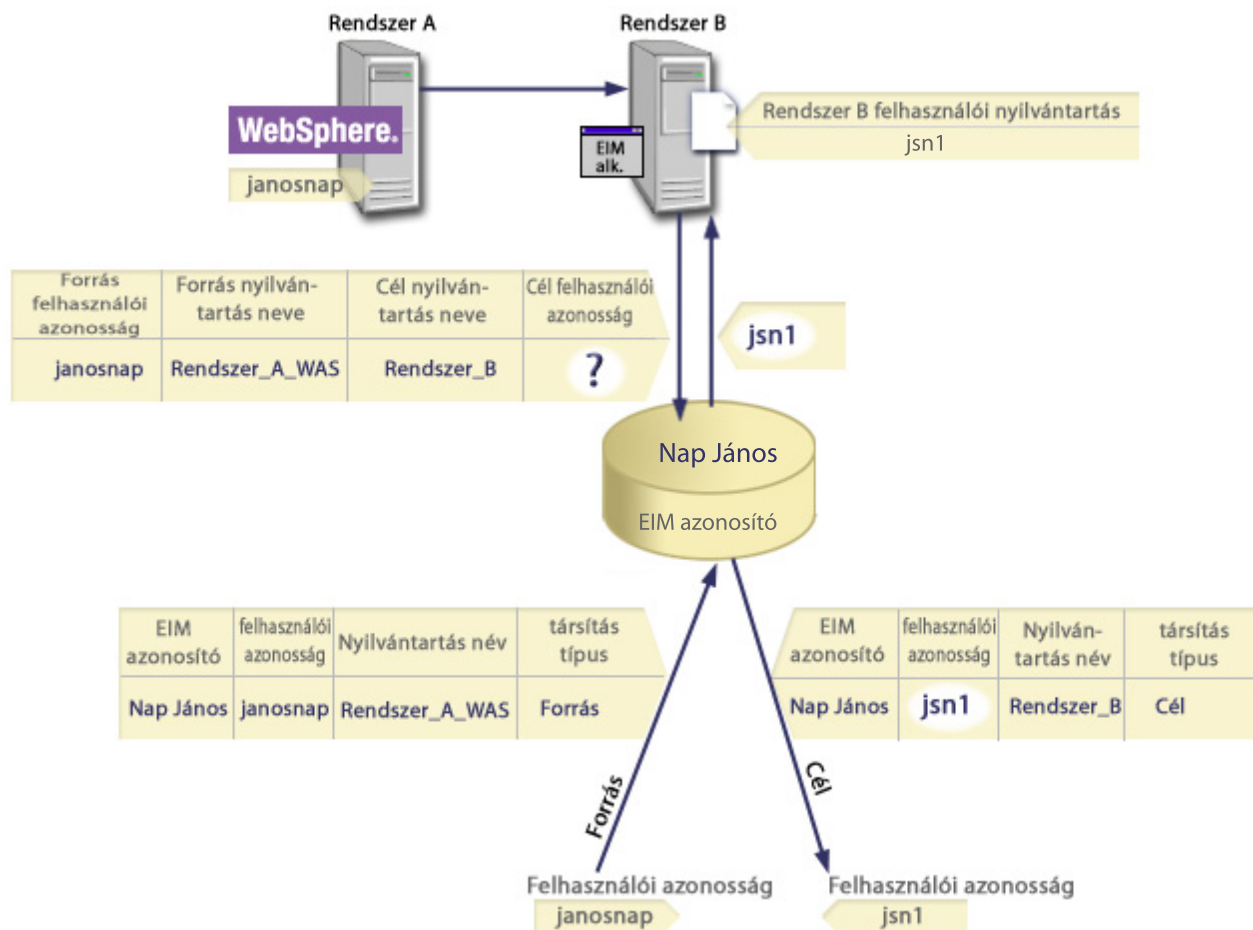 Rendszer A
Rendszer B
WebSphere.
janosnap
EIM
alk.
Rendszer B felhasználói nyilvántartás
jsn1
Forrás
felhasználói
azonosság
Forrás nyilván-
tartás neve
Cél nyilván-
tartás neve
Cél felhasználói
azonosság
janosnap
Rendszer_A_WAS
Rendszer_B
?
jsn1
Nap János
EIM azonosító
EIM
azonosító
felhasználói
azonosság
Nyilvántartás név
társítás
típus
Nap János
janosnap
Rendszer_A_WAS
Forrás
EIM
azonosító
felhasználói
azonosság
Nyilván-
tartás név
társítás
típus
Nap János
jsn1
Rendszer_B
Cél
Forrás
Cél
Felhasználói azonosság
janosnap
Felhasználói azonosság
jsn1